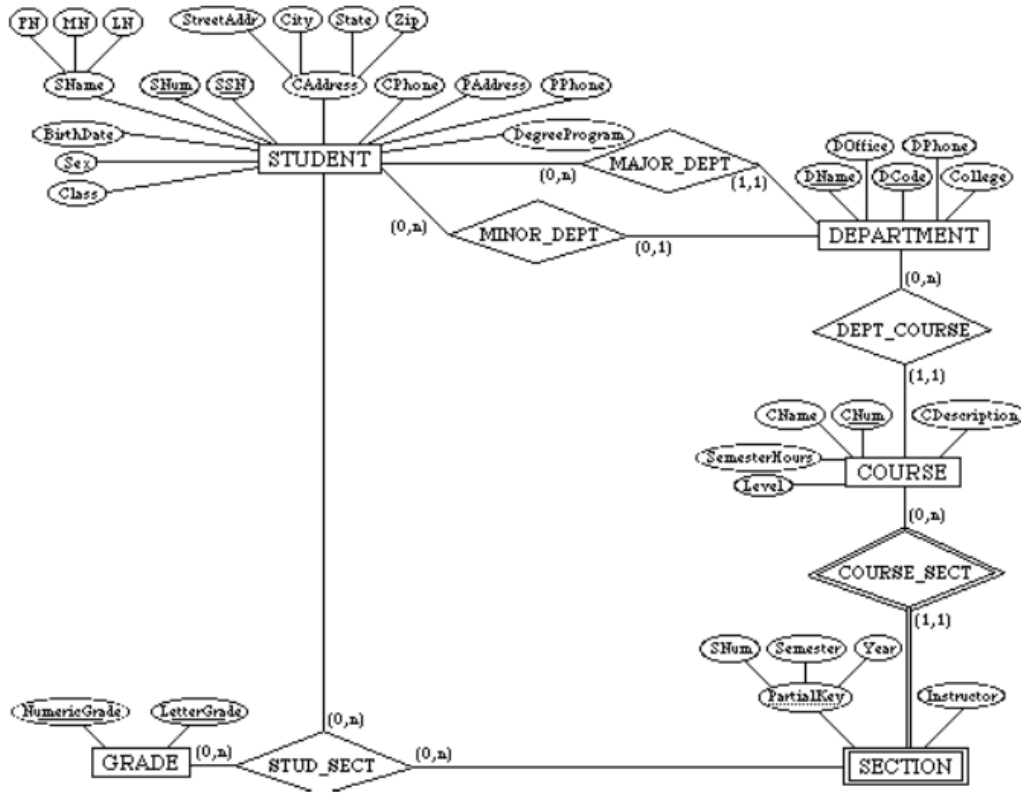 FN MN LN StreetAddr City State Zip
SName SNum SSN CAddress CPhone PAddress PPhone
BirthDate DegreeProgram
Sex STUDENT
Class
(0,n) MAJOR_DEPT (1,1)
(0,n) MINOR_DEPT (0,1)
DOffice DPhone
DName DCode College
DEPARTMENT
(0,n)
DEPT_COURSE
(1,1)
CName CNum CDescription
SemesterHours COURSE
Level
(0,n)
COURSE_SECT
(1,1)
SNum Semester Year
PartialKey Instructor
NumericGrade LetterGrade
(0,n)
GRADE (0,n) STUD_SECT (0,n) SECTION